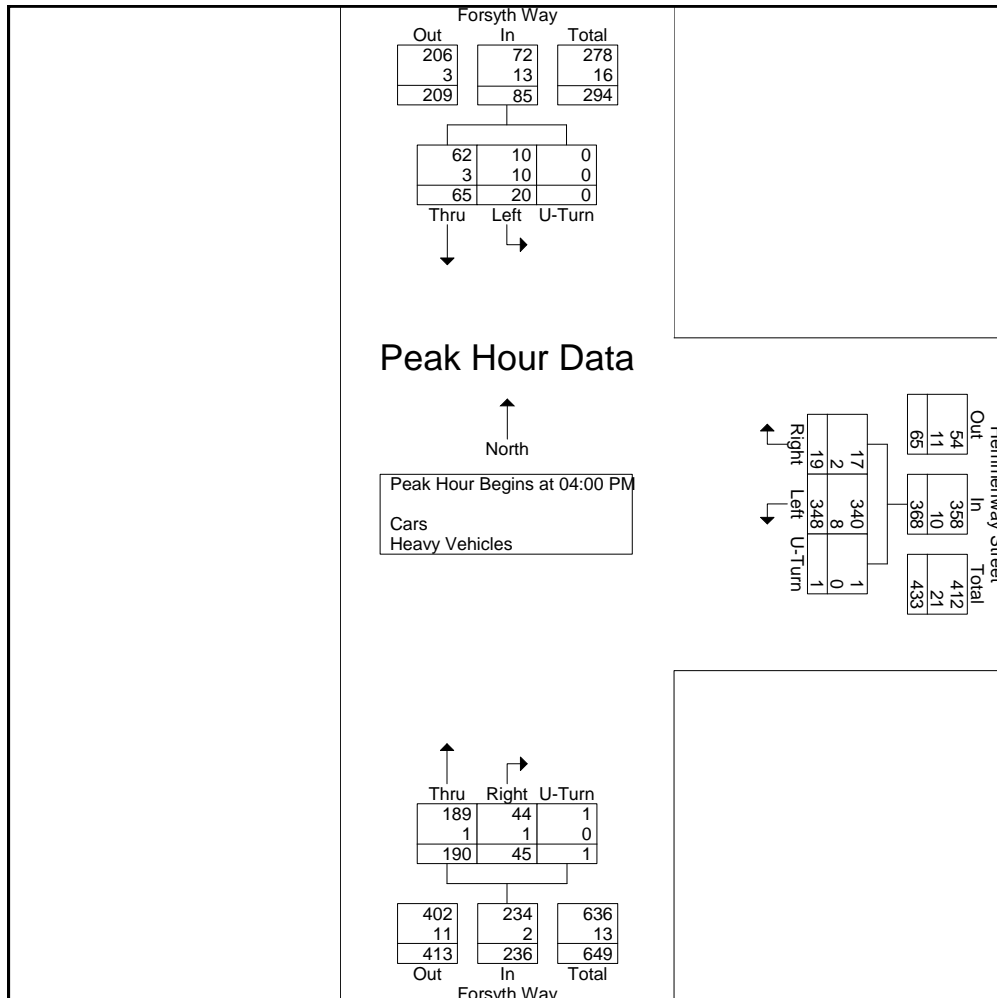 Forsyth Way
Out In Total
206 72 278
3 13 16
209 85 294
62 10 0
3 10 0
65 20 0
Thru Left U-Turn
Peak Hour Data
North
Peak Hour Begins at 04:00 PM
Cars
Heavy Vehicles
Out In Total
54 358 412
11 10 21
65 368 433
17 340 1
2 8 0
19 348 1
Right Left U-Turn
Thru Right U-Turn
189 44 1
1 1 0
190 45 1
402 234 636
11 2 13
413 236 649
Out In Total
Forsyth Way